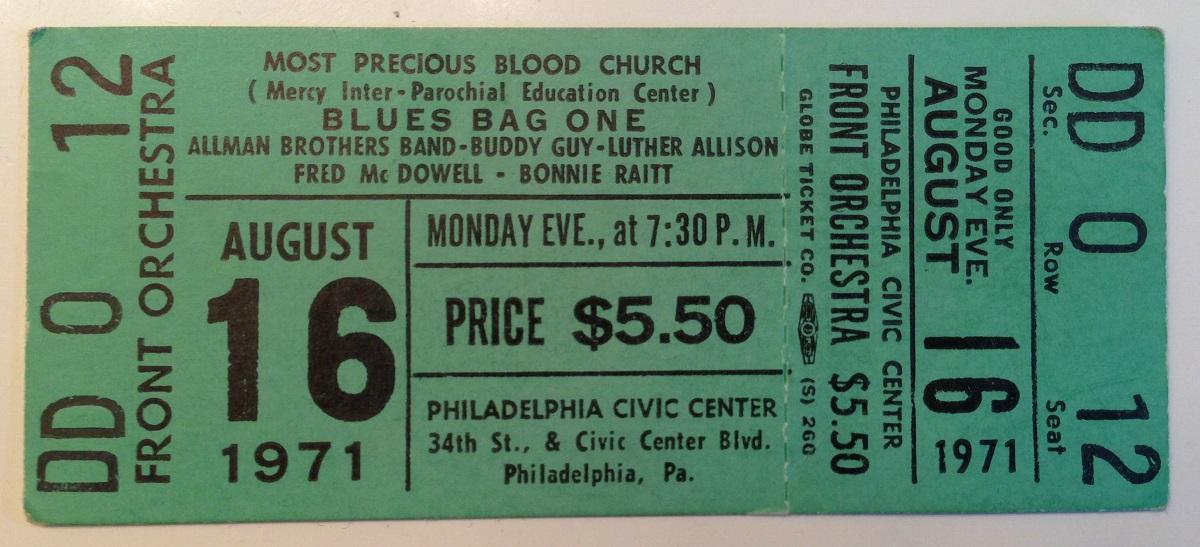 DD O 12
FRONT ORCHESTRA
MOST PRECIOUS BLOOD CHURCH
( Mercy Inter-Parochial Education Center )
BLUES BAG ONE
ALLMAN BROTHERS BAND-BUDDY GUY-LUTHER ALLISON
FRED Mc DOWELL - BONNIE RAITT
AUGUST
16
1971
MONDAY EVE., at 7:30 P. M.
PRICE $5.50
PHILADELPHIA CIVIC CENTER
34th St., & Civic Center Blvd.
Philadelphia, Pa.
GLOBE TICKET CO. (S) 2GG
FRONT ORCHESTRA $5.50
PHILADELPHIA CIVIC CENTER
GOOD ONLY
MONDAY EVE.
AUGUST 16
1971
Sec. Row Seat
DD O 12